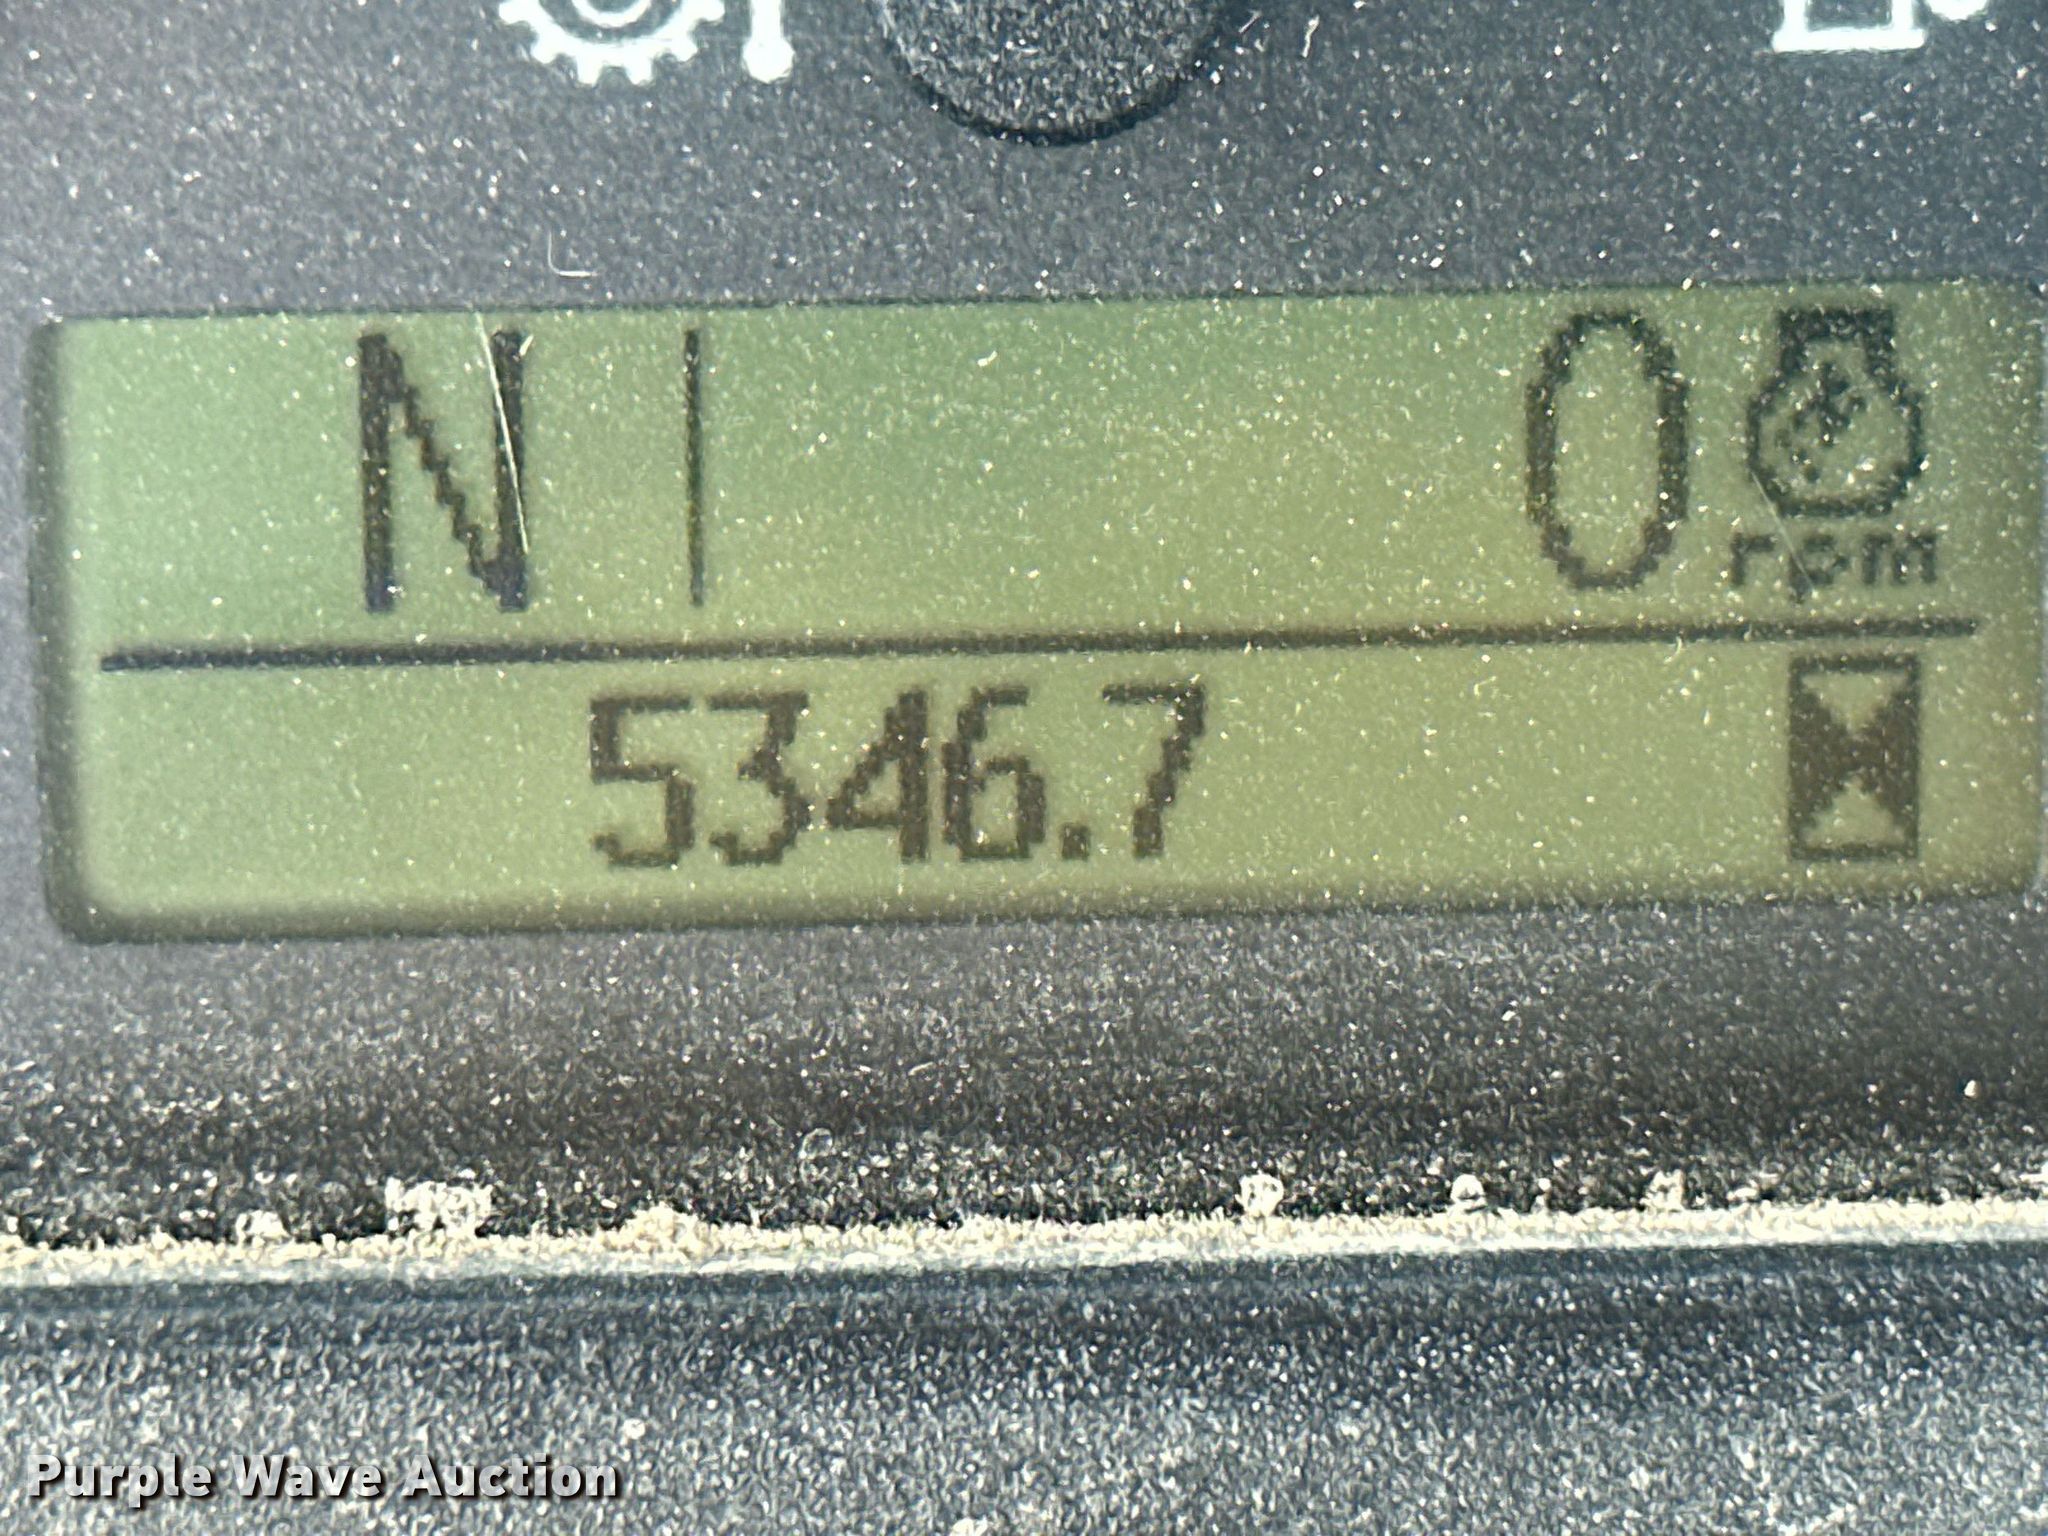 N 0
rpm
5346.7
Purple Wave Auction